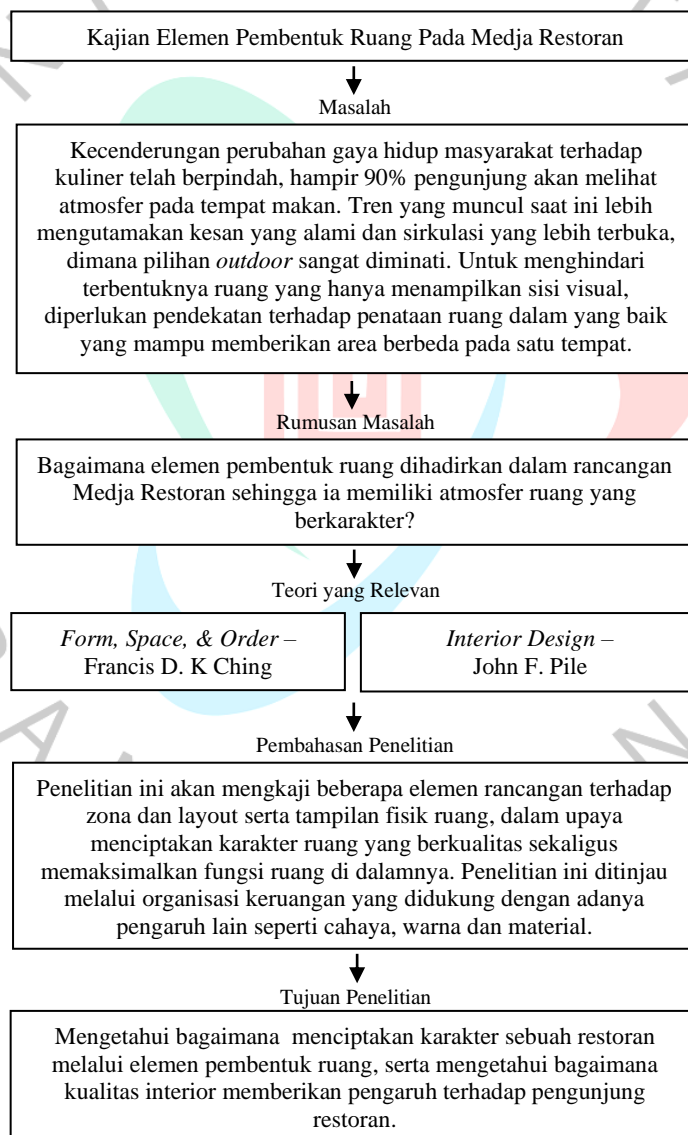 Kajian Elemen Pembentuk Ruang Pada Medja Restoran
Masalah
Kecenderungan perubahan gaya hidup masyarakat terhadap
kuliner telah berpindah, hampir 90% pengunjung akan melihat
atmosfer pada tempat makan. Tren yang muncul saat ini lebih
mengutamakan kesan yang alami dan sirkulasi yang lebih terbuka,
dimana pilihan outdoor sangat diminati. Untuk menghindari
terbentuknya ruang yang hanya menampilkan sisi visual,
diperlukan pendekatan terhadap penataan ruang dalam yang baik
yang mampu memberikan area berbeda pada satu tempat.
Rumusan Masalah
Bagaimana elemen pembentuk ruang dihadirkan dalam rancangan
Medja Restoran sehingga ia memiliki atmosfer ruang yang
berkarakter?
Teori yang Relevan
Form, Space, & Order –
Francis D. K Ching
Interior Design –
John F. Pile
Pembahasan Penelitian
Penelitian ini akan mengkaji beberapa elemen rancangan terhadap
zona dan layout serta tampilan fisik ruang, dalam upaya
menciptakan karakter ruang yang berkualitas sekaligus
memaksimalkan fungsi ruang di dalamnya. Penelitian ini ditinjau
melalui organisasi keruangan yang didukung dengan adanya
pengaruh lain seperti cahaya, warna dan material.
Tujuan Penelitian
Mengetahui bagaimana menciptakan karakter sebuah restoran
melalui elemen pembentuk ruang, serta mengetahui bagaimana
kualitas interior memberikan pengaruh terhadap pengunjung
restoran.